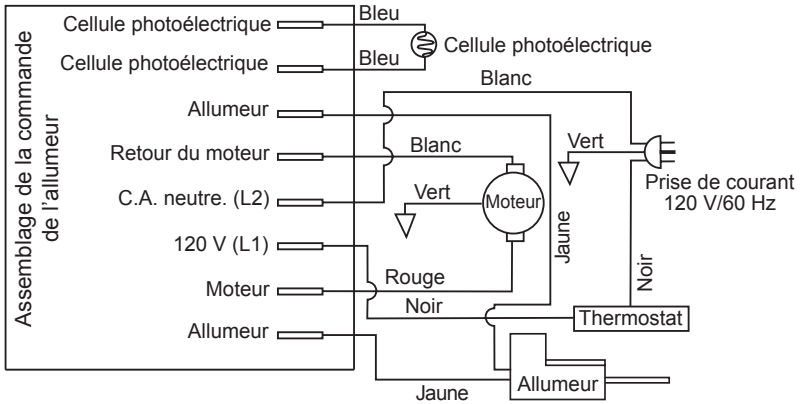 Assemblage de la commande
de l'allumeur
Cellule photoélectrique
Cellule photoélectrique
Allumeur
Retour du moteur
C.A. neutre. (L2)
120 V (L1)
Moteur
Allumeur
Bleu
Bleu
Cellule photoélectrique
Blanc
Blanc
Vert
Vert
Moteur
Prise de courant
120 V/60 Hz
Jaune
Noir
Rouge
Noir
Thermostat
Allumeur
Jaune